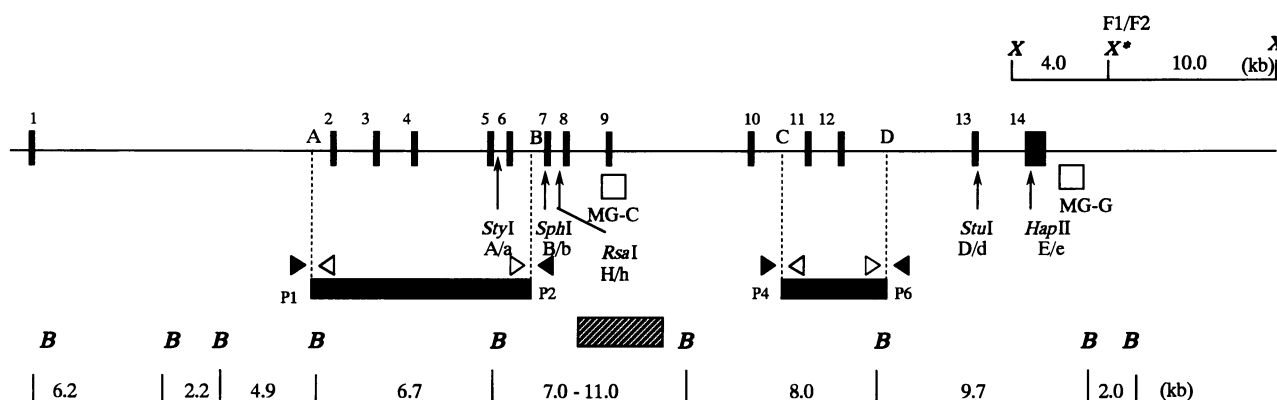 F1/F2
X X* X
4.0 10.0 (kb)
1 A 2 3 4 5 6 B 7 8 9 10 C 11 12 D 13 14
MG-C MG-G
StyI SphI StuI HapII
A/a B/b RsaI D/d E/e
H/h
P1 P2 P4 P6
B B B B B B B B B
6.2 2.2 4.9 6.7 7.0 - 11.0 8.0 9.7 2.0 (kb)